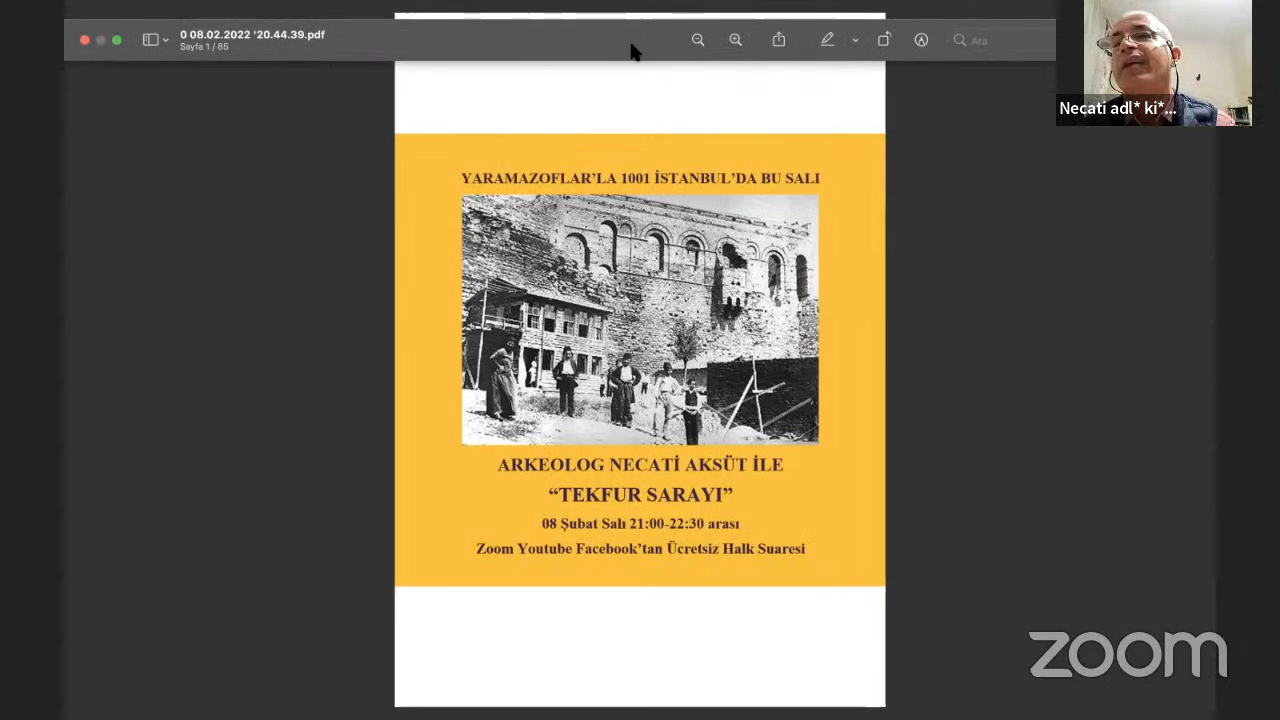 0 08.02.2022 '20.44.39.pdf
Sayfa 1 / 85
Ara
Necati adl* ki*...
YARAMAZOFLAR’LA 1001 İSTANBUL’DA BU SALI
ARKEOLOG NECATİ AKSÜT İLE
“TEKFUR SARAYI”
08 Şubat Salı 21:00-22:30 arası
Zoom Youtube Facebook’tan Ücretsiz Halk Suaresi
zoom